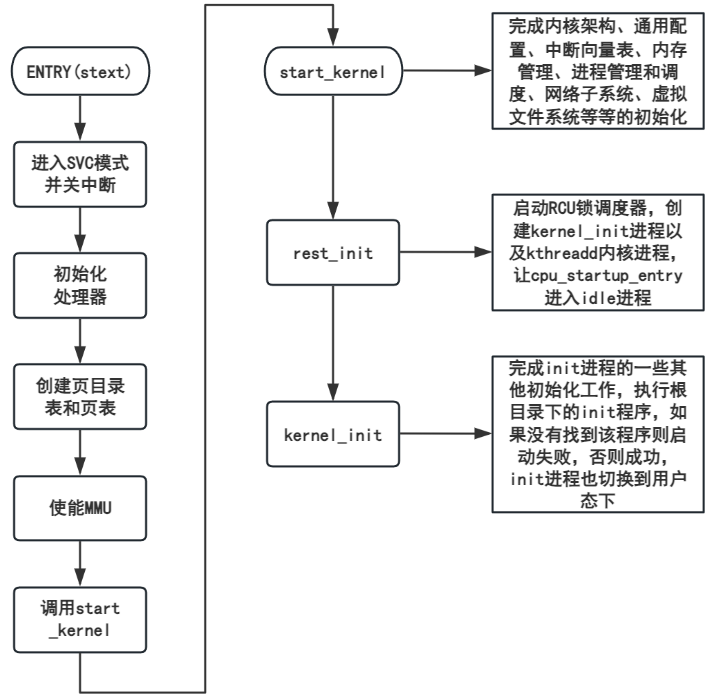 ENTRY(stext)
进入SVC模式
并关中断
初始化
处理器
创建页目录
表和页表
使能MMU
调用start
_kernel
start_kernel
完成内核架构、通用配
置、中断向量表、内存
管理、进程管理和调
度、网络子系统、虚拟
文件系统等等的初始化
rest_init
启动RCU锁调度器，创
建kernel_init进程以
及kthreadd内核进程，
让cpu_startup_entry
进入idle进程
kernel_init
完成init进程的一些其
他初始化工作，执行根
目录下的init程序，如
果没有找到该程序则启
动失败，否则成功，
init进程也切换到用户
态下